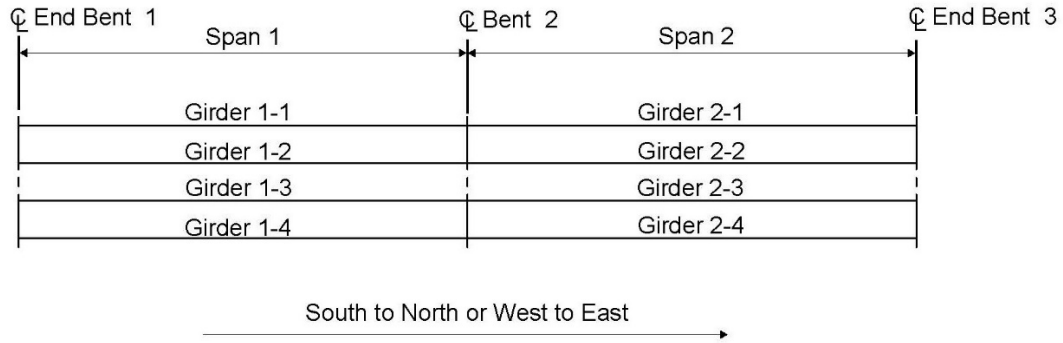 ℄ End Bent 1
℄ Bent 2
℄ End Bent 3
Span 1
Span 2
Girder 1-1
Girder 2-1
Girder 1-2
Girder 2-2
Girder 1-3
Girder 2-3
Girder 1-4
Girder 2-4
South to North or West to East